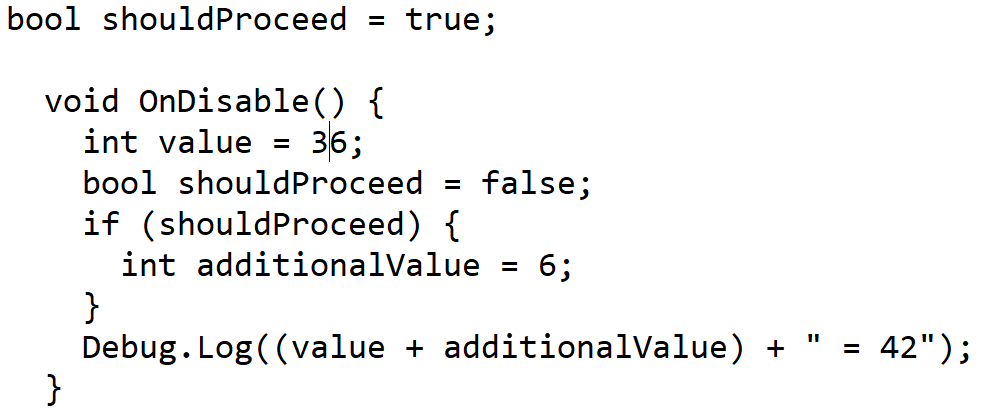 bool shouldProceed = true;
void OnDisable() {
int value = 36;
bool shouldProceed = false;
if (shouldProceed) {
int additionalValue = 6;
}
Debug.Log((value + additionalValue) + " = 42");
}